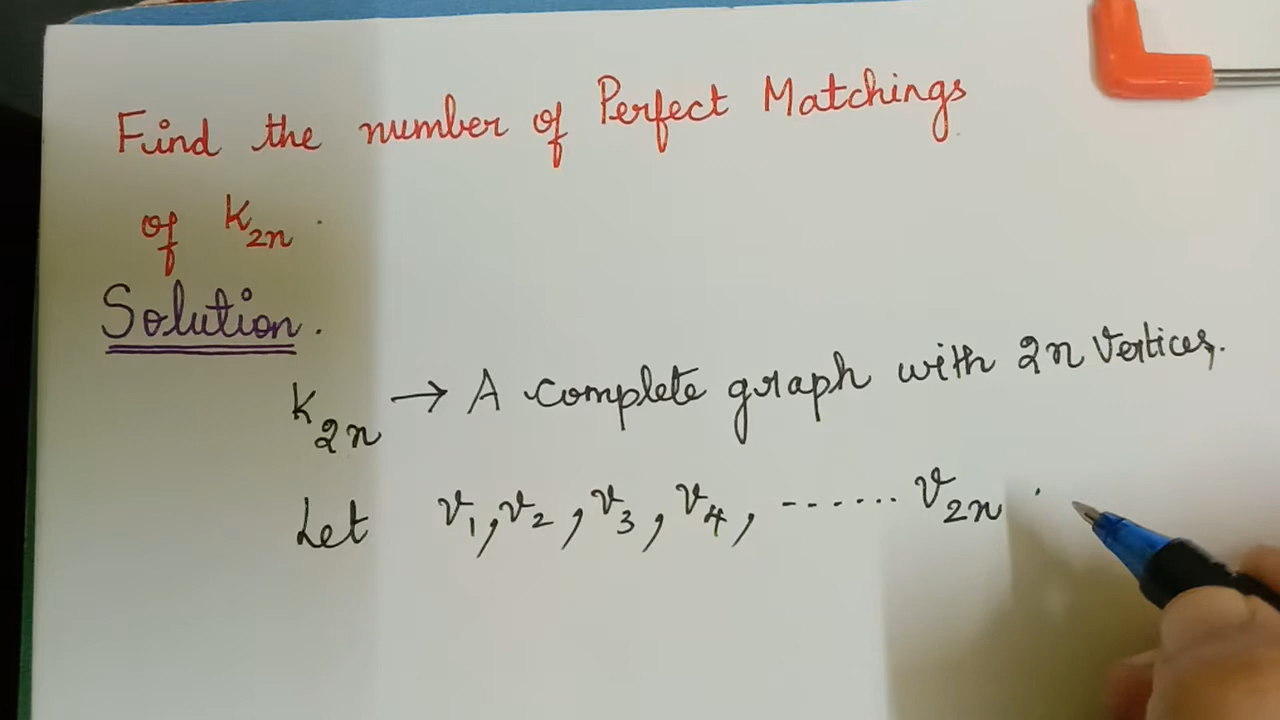 Find the number of Perfect Matchings
of K2n.
Solution.
K2n → A complete graph with 2n vertices.
Let v1, v2, v3, v4, ------- v2n